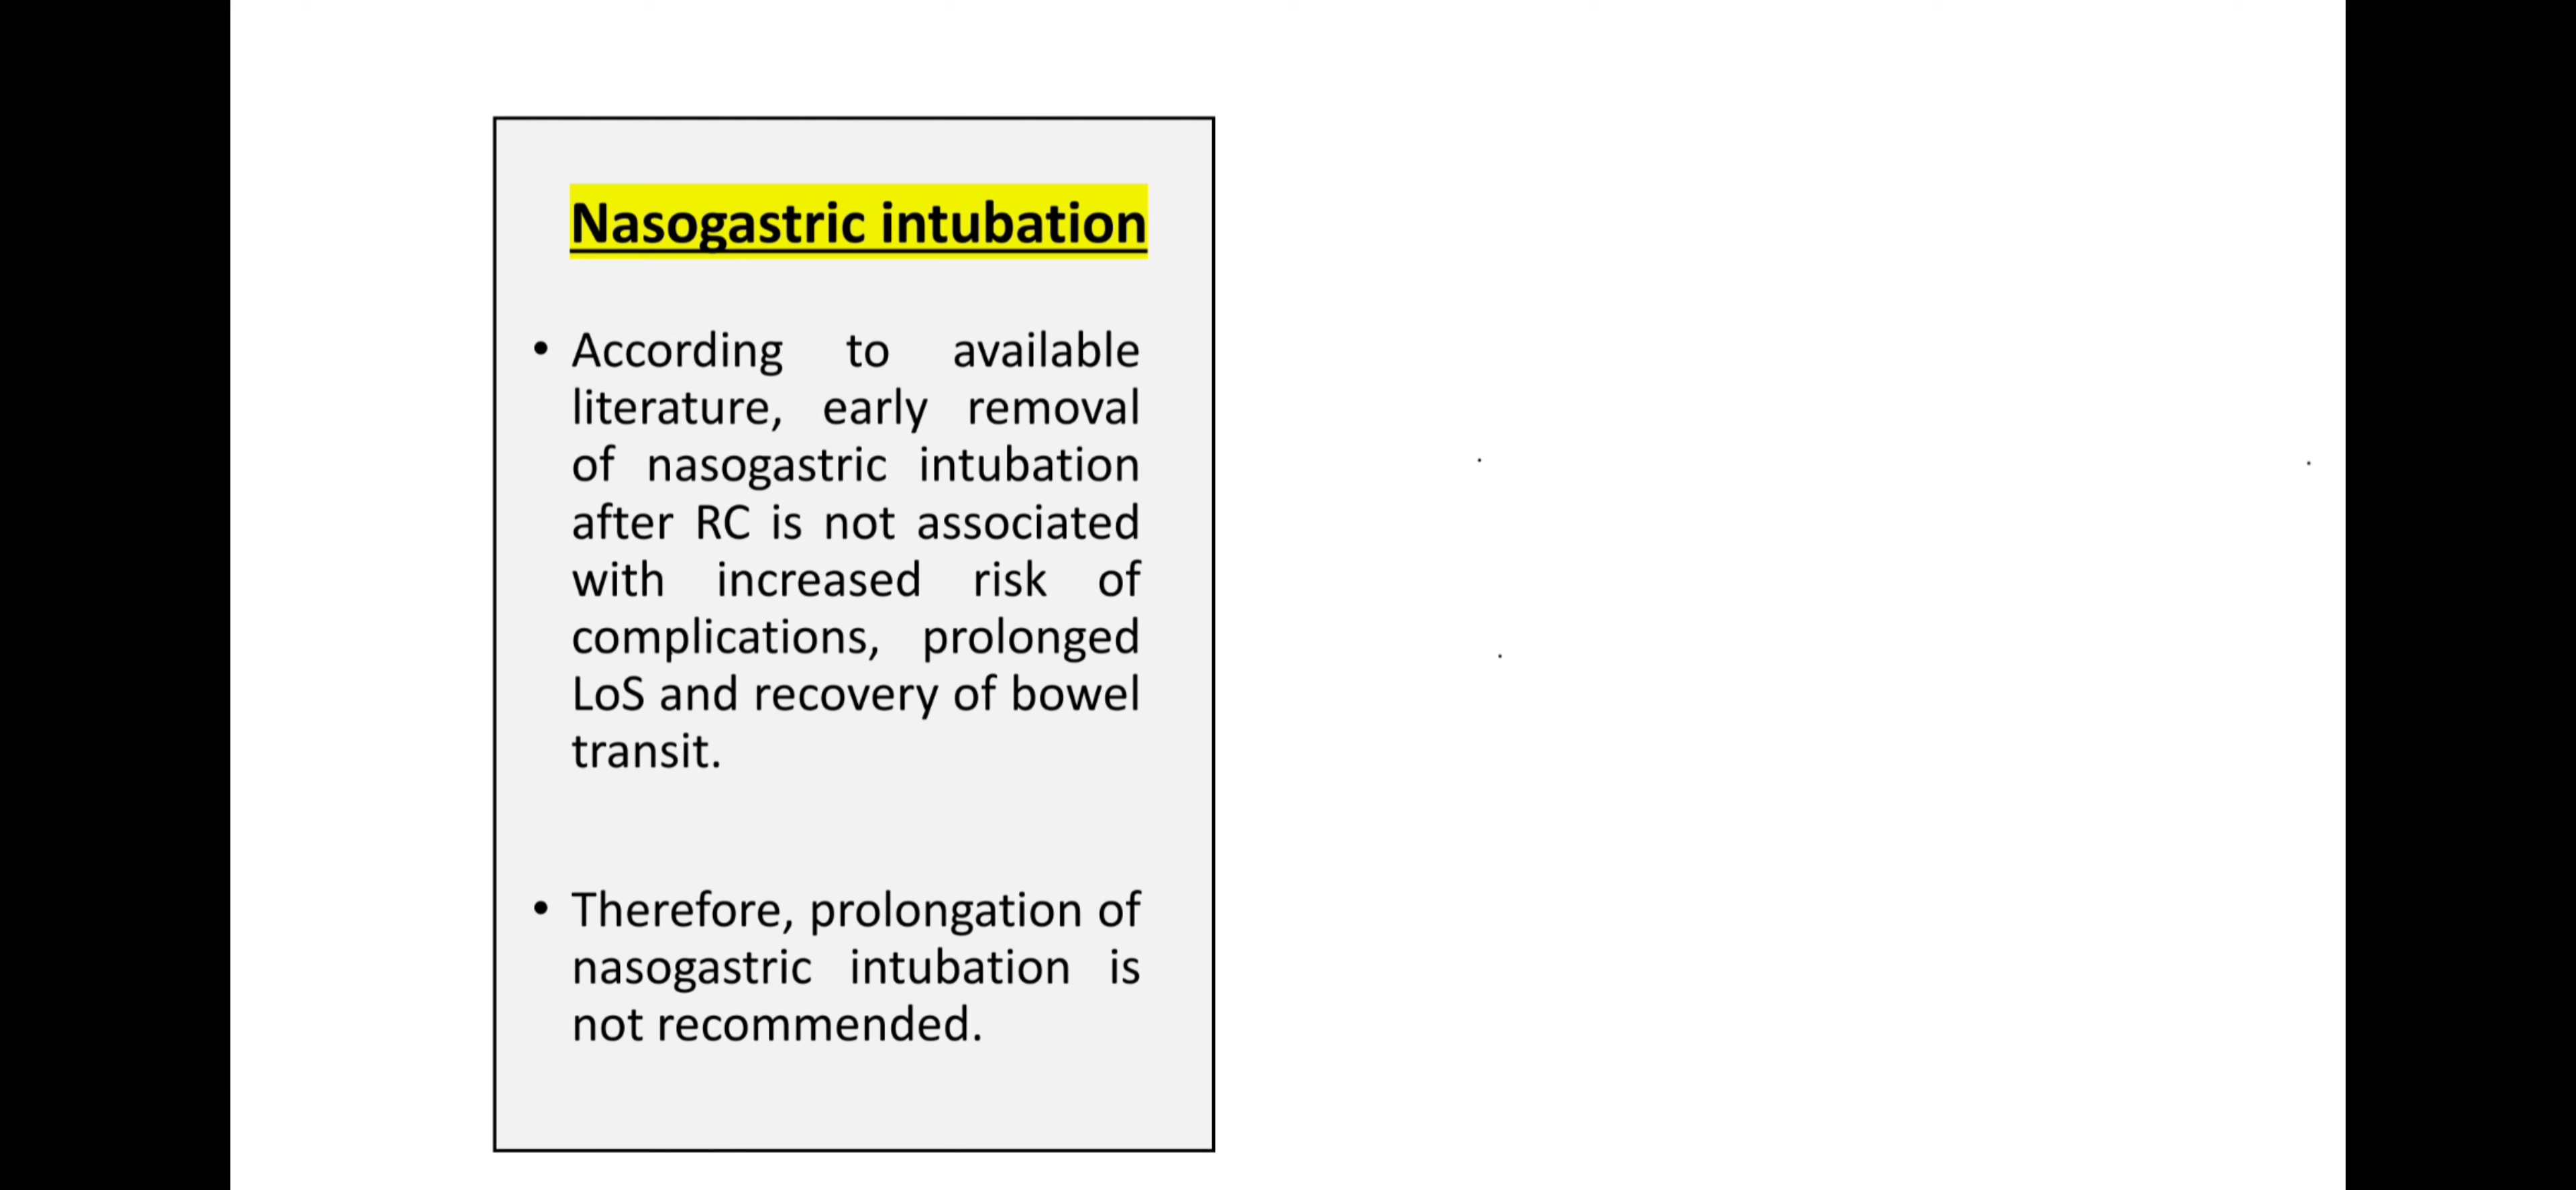 Nasogastric intubation
• According to available
literature, early removal
of nasogastric intubation
after RC is not associated
with increased risk of
complications, prolonged
LoS and recovery of bowel
transit.
• Therefore, prolongation of
nasogastric intubation is
not recommended.